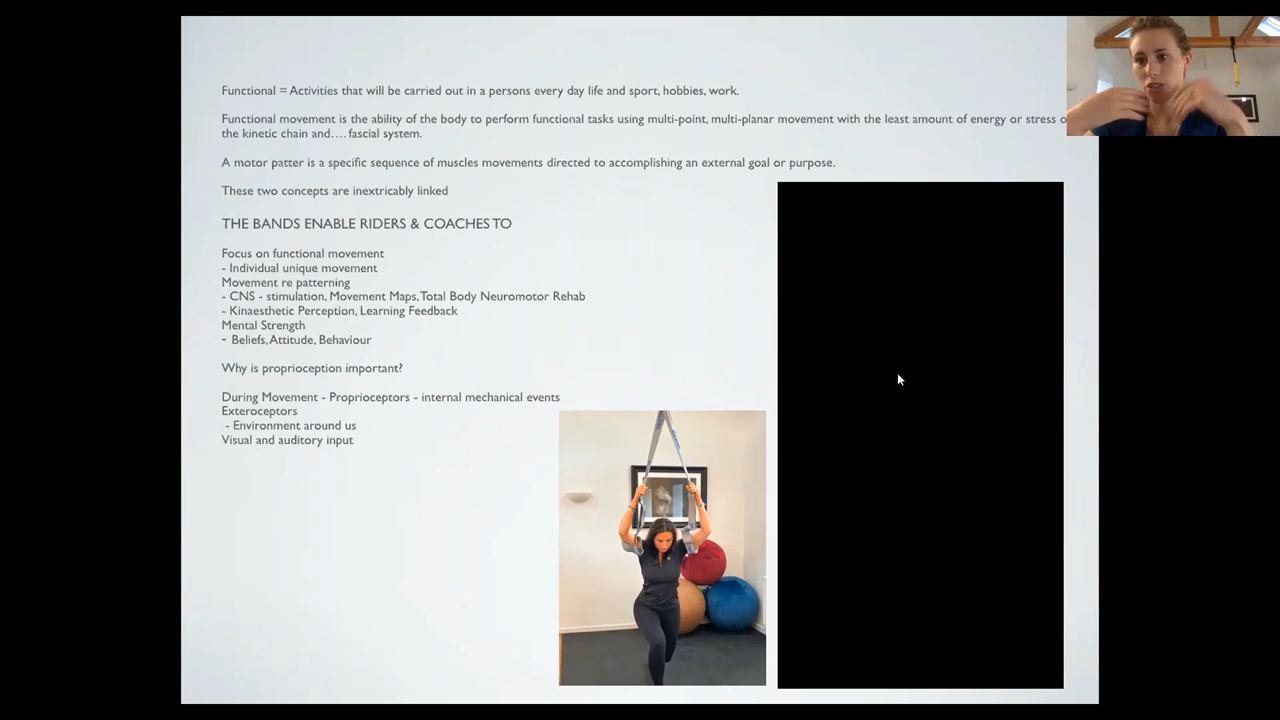 Functional = Activities that will be carried out in a persons every day life and sport, hobbies, work.
Functional movement is the ability of the body to perform functional tasks using multi-point, multi-planar movement with the least amount of energy or stress
the kinetic chain and.... fascial system.
A motor patter is a specific sequence of muscles movements directed to accomplishing an external goal or purpose.
These two concepts are inextricably linked
THE BANDS ENABLE RIDERS & COACHES TO
Focus on functional movement
- Individual unique movement
Movement re patterning
- CNS - stimulation, Movement Maps, Total Body Neuromotor Rehab
- Kinaesthetic Perception, Learning Feedback
Mental Strength
- Beliefs, Attitude, Behaviour
Why is proprioception important?
During Movement - Proprioceptors - internal mechanical events
Exteroceptors
- Environment around us
Visual and auditory input